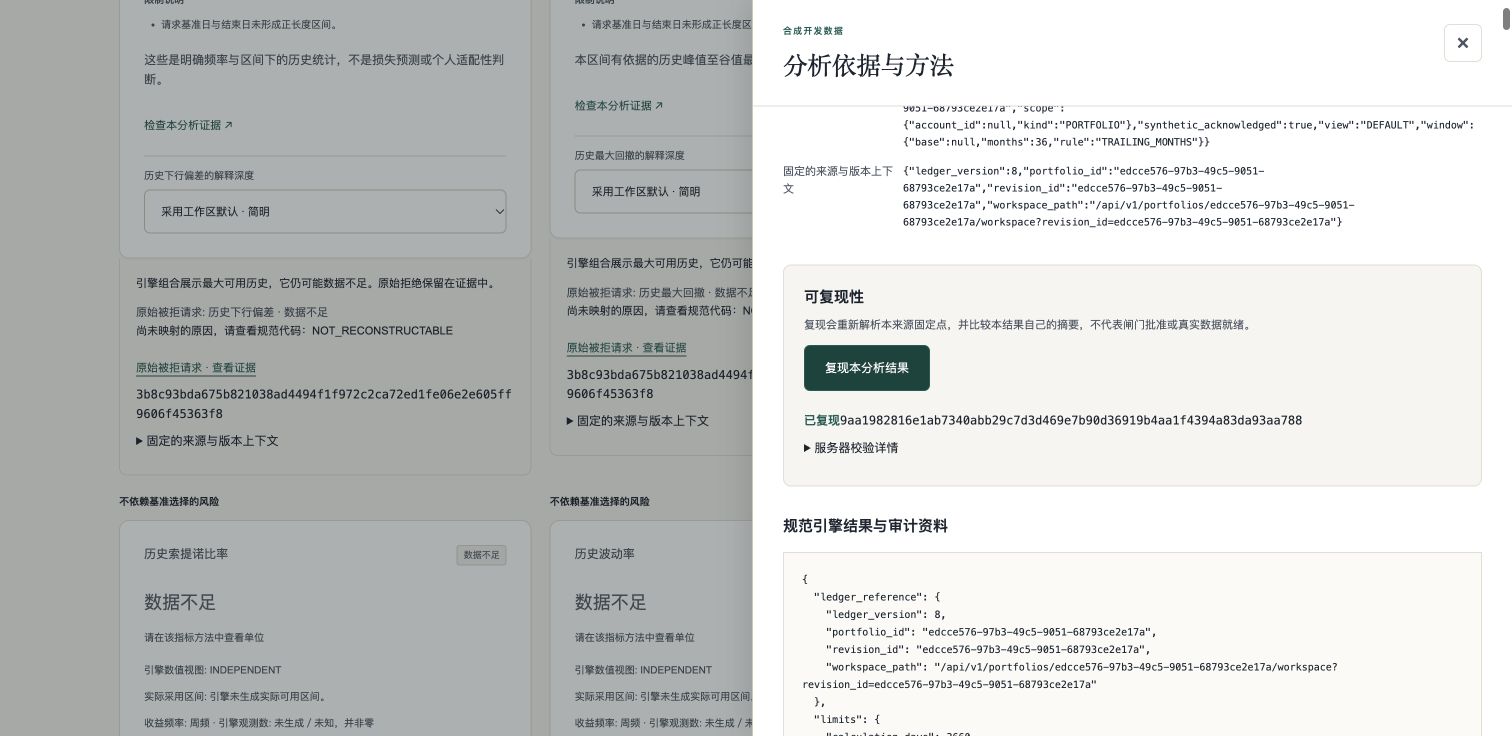 请求基准日与结束日未形成正长度区间。
这些是明确频率与区间下的历史统计，不是损失预测或个人适配性判
断。
检查本分析证据 ↗
历史下行偏差的解释深度
采用工作区默认 · 简明
引擎组合展示最大可用历史，它仍可能数据不足。原始拒绝保留在证据中。
原始被拒请求: 历史下行偏差 · 数据不足
尚未映射的原因，请查看规范代码：NOT_RECONSTRUCTABLE
原始被拒请求 · 查看证据
3b8c93bda675b821038ad4494f1f972c2ca72ed1fe06e2e605ff
9606f45363f8
固定的来源与版本上下文
不依赖基准选择的风险
历史索提诺比率
数据不足
数据不足
请在该指标方法中查看单位
引擎数值视图: INDEPENDENT
实际采用区间: 引擎未生成实际可用区间。
收益频率: 周频 · 引擎观测数: 未生成 / 未知，并非零
请求基准日与结束日未形成正长度区
本区间有依据的历史峰值至谷值最
检查本分析证据 ↗
历史最大回撤的解释深度
采用工作区默认 · 简明
引擎组合展示最大可用历史，它仍可能
原始被拒请求: 历史最大回撤 · 数据不
尚未映射的原因，请查看规范代码：N
原始被拒请求 · 查看证据
3b8c93bda675b821038ad4494f
9606f45363f8
固定的来源与版本上下文
不依赖基准选择的风险
历史波动率
数据不足
请在该指标方法中查看单位
引擎数值视图: INDEPENDENT
实际采用区间: 引擎未生成实际可用区间
收益频率: 周频 · 引擎观测数: 未生成 / 未
合成开发数据
分析依据与方法
9051-68793ce2e17a","scope":
{"account_id":null,"kind":"PORTFOLIO"},"synthetic_acknowledged":true,"view":"DEFAULT","window":
{"base":null,"months":36,"rule":"TRAILING_MONTHS"}}
固定的来源与版本上下
文
{"ledger_version":8,"portfolio_id":"edcce576-97b3-49c5-9051-
68793ce2e17a","revision_id":"edcce576-97b3-49c5-9051-
68793ce2e17a","workspace_path":"/api/v1/portfolios/edcce576-97b3-49c5-9051-
68793ce2e17a/workspace?revision_id=edcce576-97b3-49c5-9051-68793ce2e17a"}
可复现性
复现会重新解析本来源固定点，并比较本结果自己的摘要，不代表闸门批准或真实数据就绪。
复现本分析结果
已复现9aa1982816e1ab7340abb29c7d3d469e7b90d36919b4aa1f4394a83da93aa788
服务器校验详情
规范引擎结果与审计资料
{
"ledger_reference": {
"ledger_version": 8,
"portfolio_id": "edcce576-97b3-49c5-9051-68793ce2e17a",
"revision_id": "edcce576-97b3-49c5-9051-68793ce2e17a",
"workspace_path": "/api/v1/portfolios/edcce576-97b3-49c5-9051-68793ce2e17a/workspace?
revision_id=edcce576-97b3-49c5-9051-68793ce2e17a"
},
"limits": {